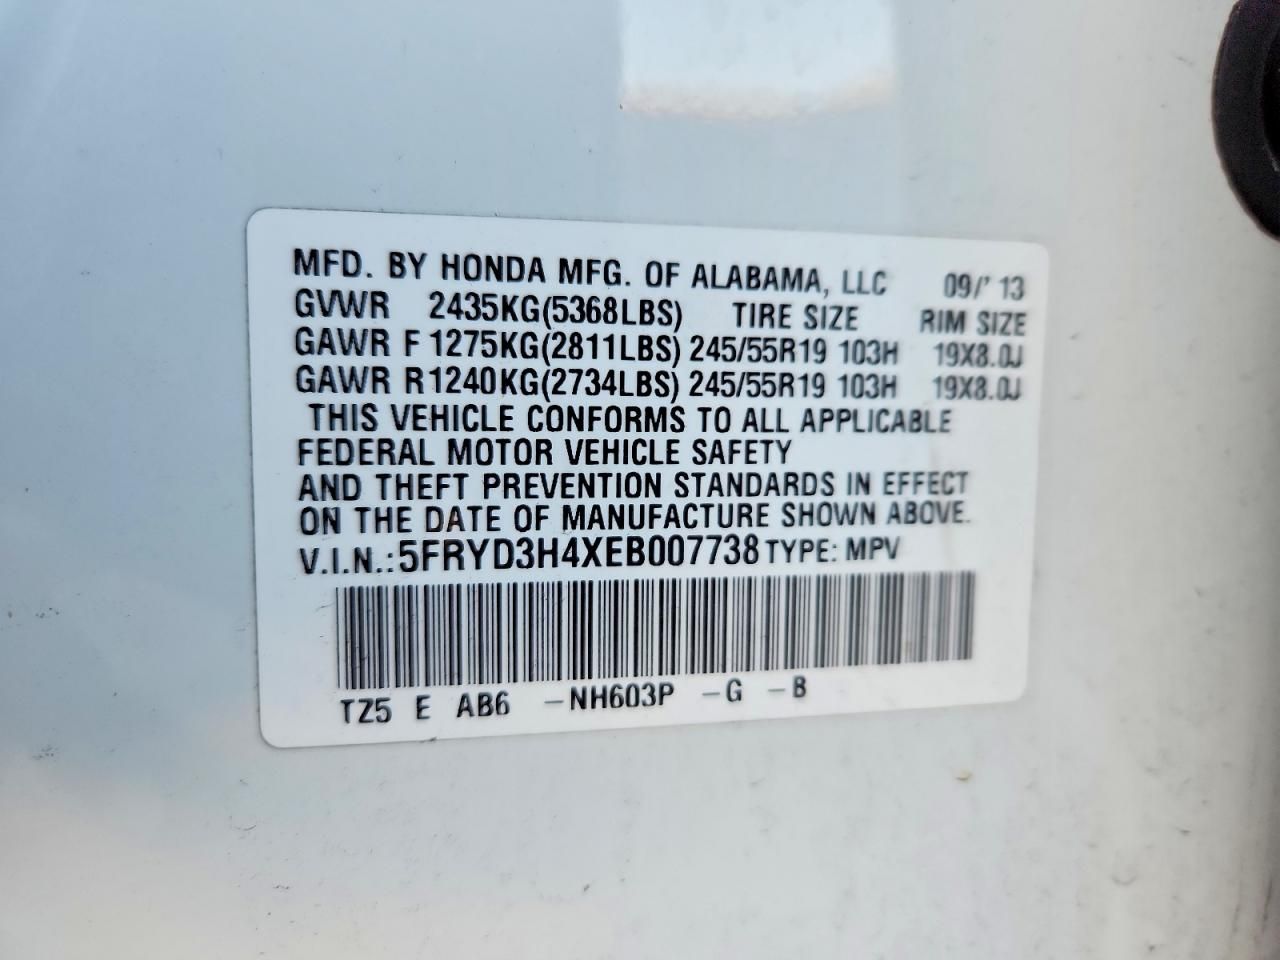 MFD. BY HONDA MFG. OF ALABAMA, LLC 09/' 13
GVWR 2435KG(5368LBS) TIRE SIZE RIM SIZE
GAWR F 1275KG(2811LBS) 245/55R19 103H 19X8.0J
GAWR R1240KG(2734LBS) 245/55R19 103H 19X8.0J
THIS VEHICLE CONFORMS TO ALL APPLICABLE
FEDERAL MOTOR VEHICLE SAFETY
AND THEFT PREVENTION STANDARDS IN EFFECT
ON THE DATE OF MANUFACTURE SHOWN ABOVE.
V.I.N.:5FRYD3H4XEB007738 TYPE: MPV
TZ5 E AB6 -NH603P -G -B